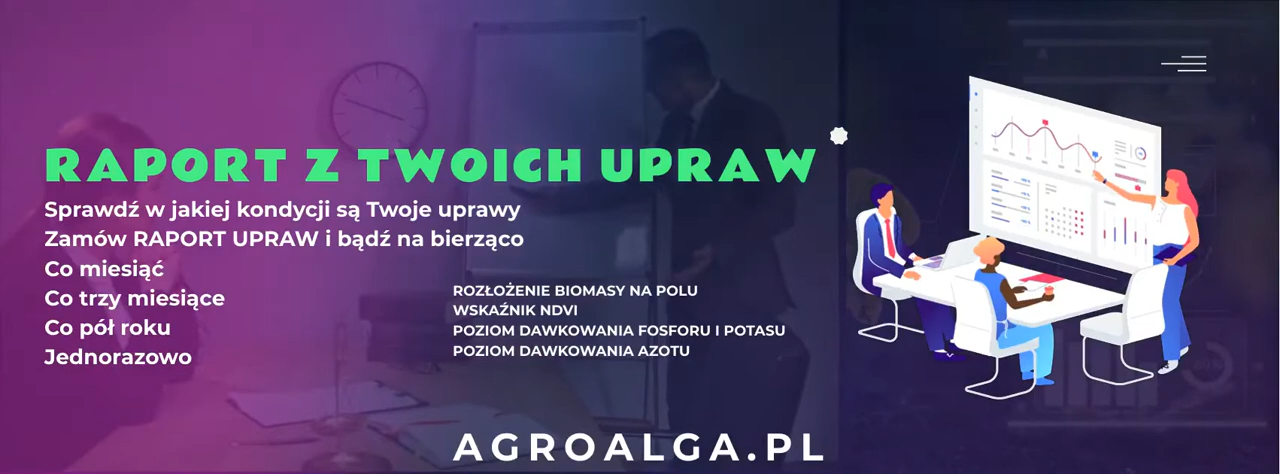 RAPORT Z TWOICH UPRAW
Sprawdź w jakiej kondycji są Twoje uprawy
Zamów RAPORT UPRAW i bądź na bierząco
Co miesiąć
Co trzy miesiące
Co pół roku
Jednorazowo
ROZŁOŻENIE BIOMASY NA POLU
WSKAŹNIK NDVI
POZIOM DAWKOWANIA FOSFORU I POTASU
POZIOM DAWKOWANIA AZOTU
AGROALGA.PL